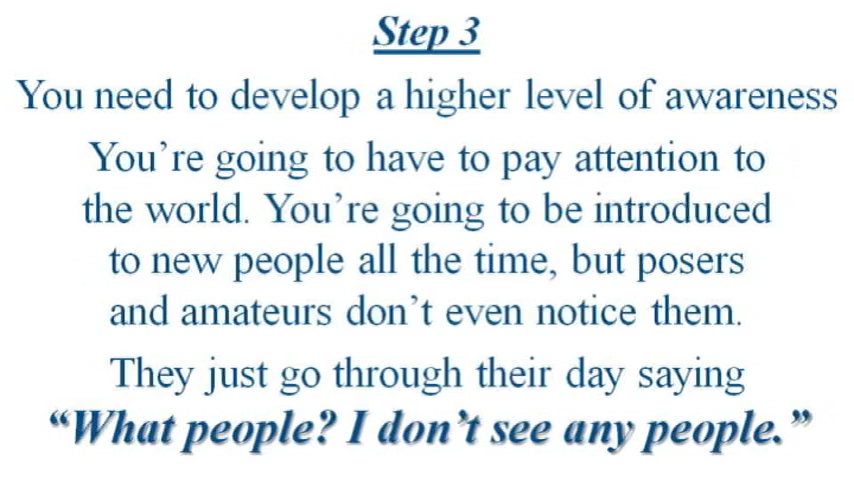 Step 3
You need to develop a higher level of awareness
You’re going to have to pay attention to
the world. You’re going to be introduced
to new people all the time, but posers
and amateurs don’t even notice them.
They just go through their day saying
“What people? I don’t see any people.”